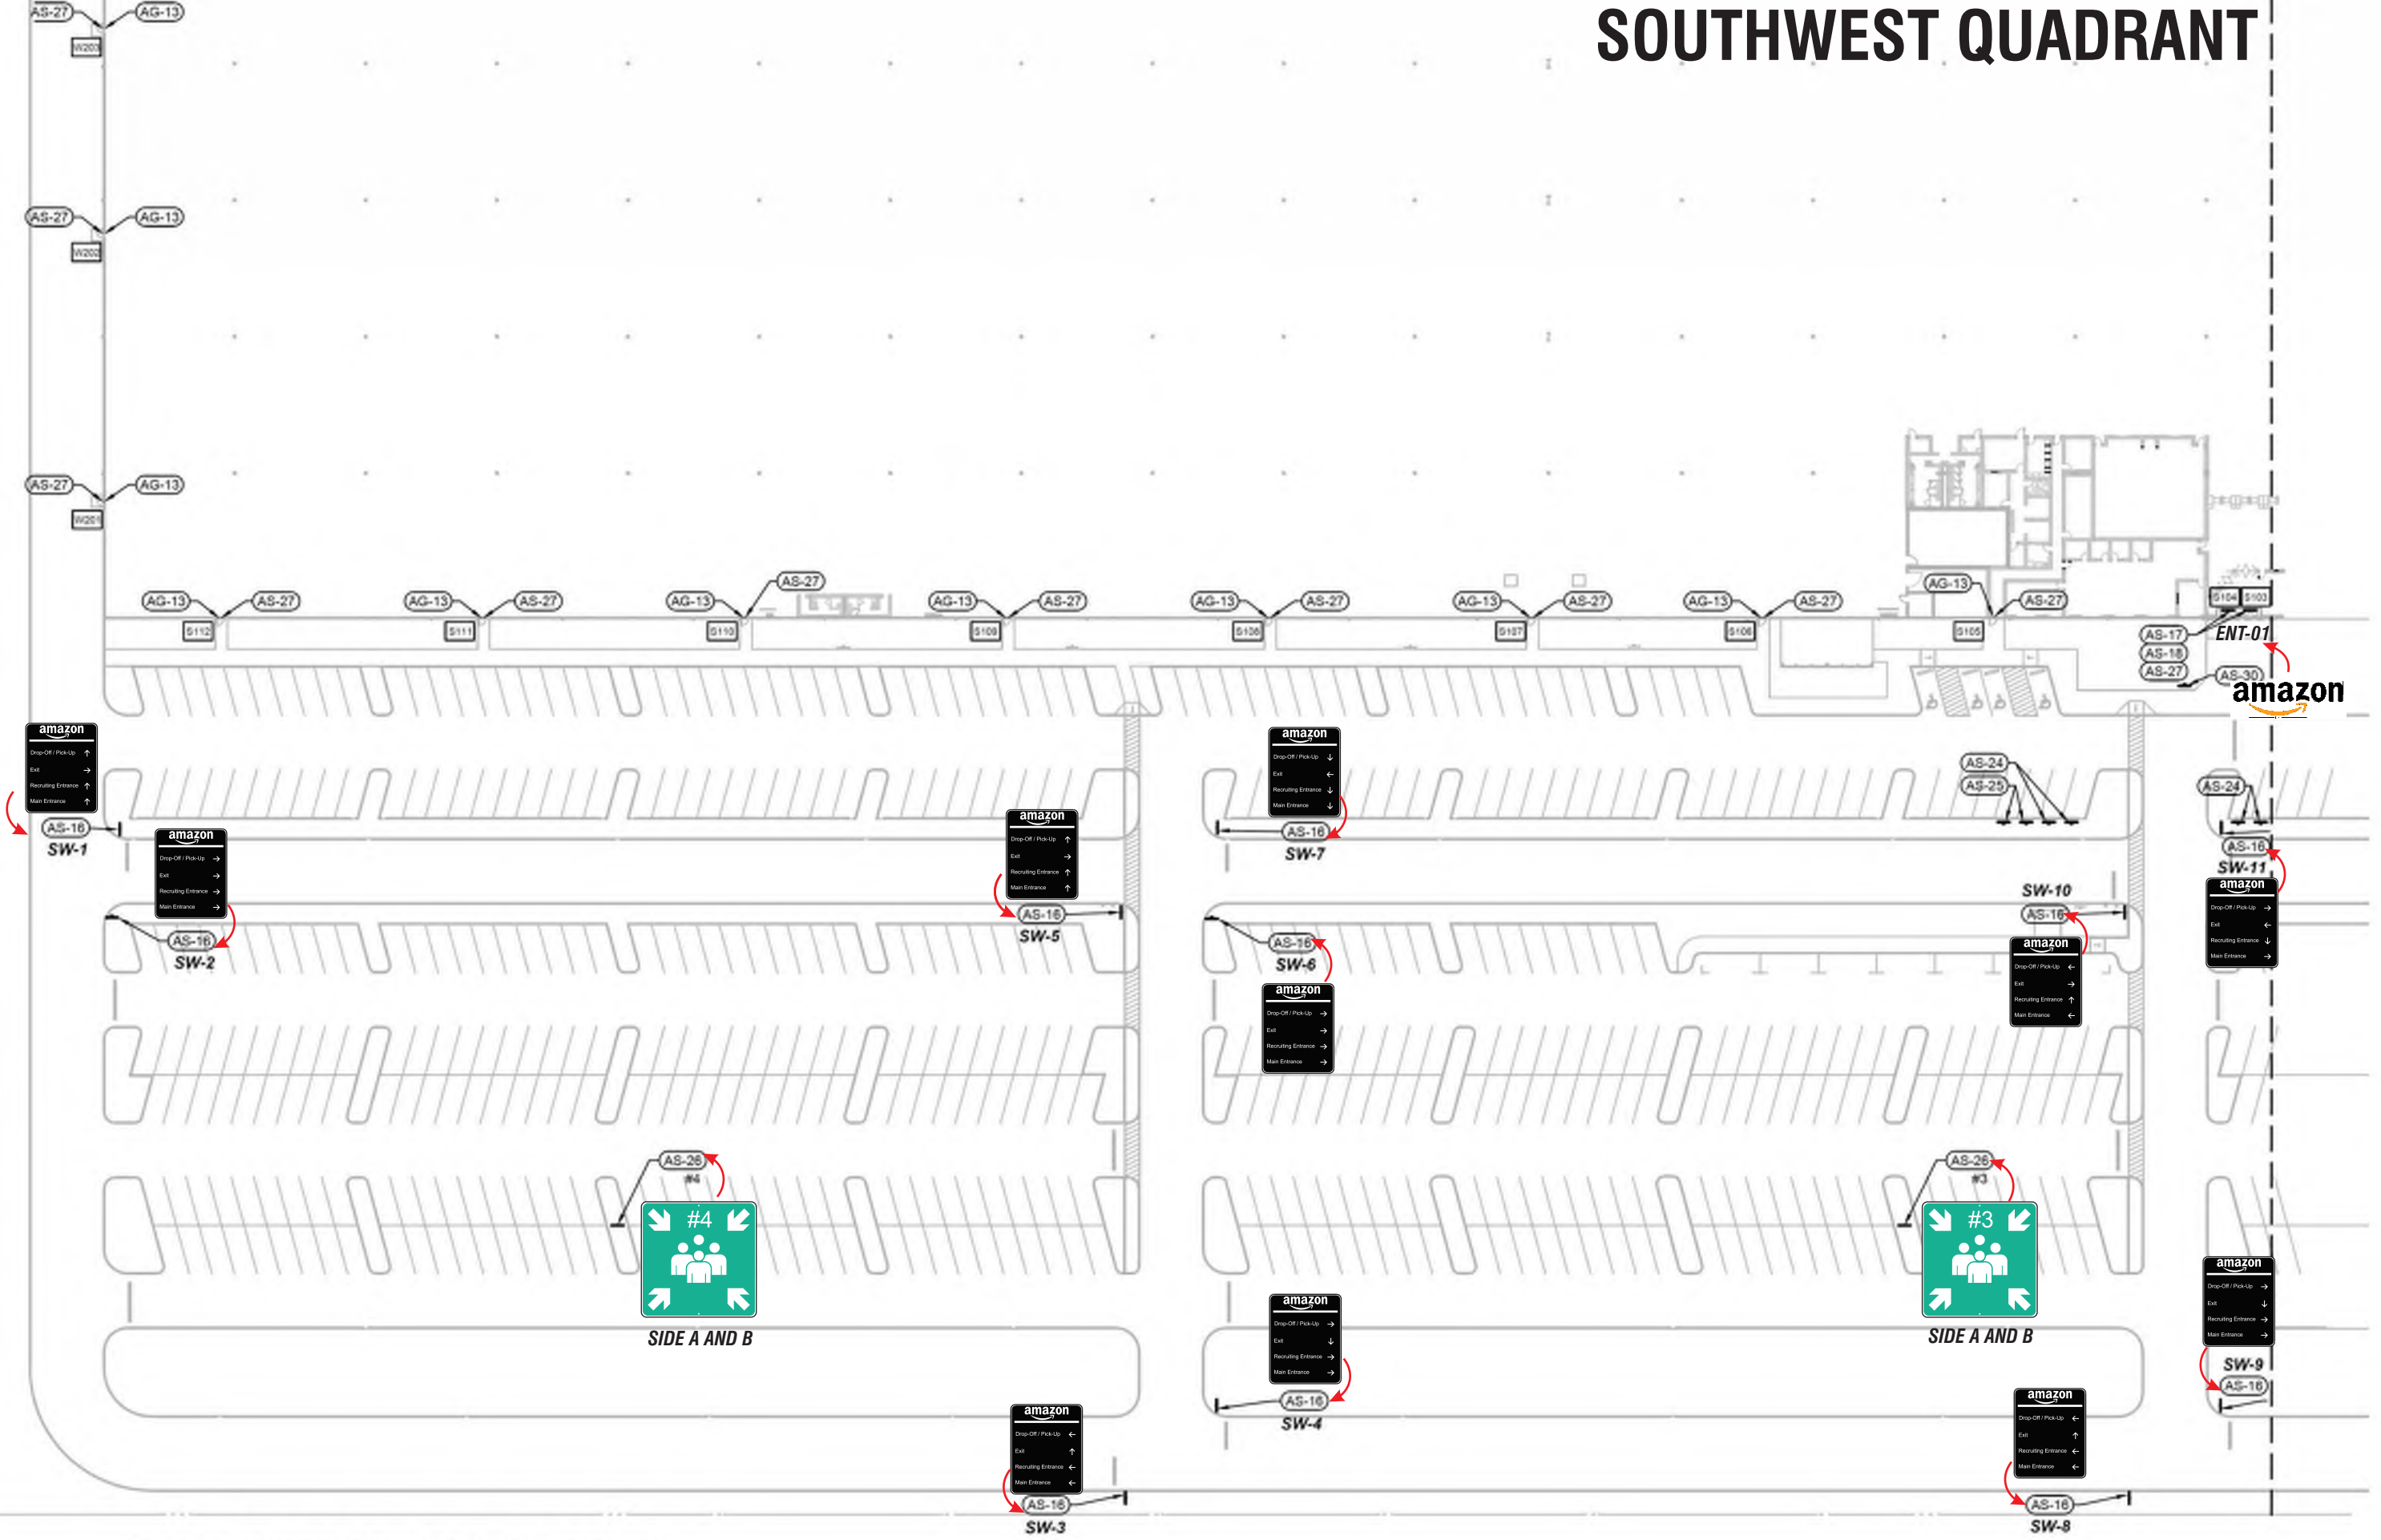 SOUTHWEST QUADRANT
AS-27
AG-13
W203
AS-27
AG-13
W202
AS-27
AG-13
W201
AG-13
AS-27
S112
AG-13
AS-27
S111
AG-13
AS-27
S110
AG-13
AS-27
S109
AG-13
AS-27
S108
AG-13
AS-27
S107
AG-13
AS-27
S106
AG-13
AS-27
S105
S104
S103
ENT-01
AS-17
AS-18
AS-27
AS-30
amazon
amazon
Drop-Off / Pick-Up ↑
Exit →
Recruiting Entrance ↑
Main Entrance ↑
AS-16
SW-1
amazon
Drop-Off / Pick-Up →
Exit →
Recruiting Entrance →
Main Entrance →
AS-16
SW-2
amazon
Drop-Off / Pick-Up ↑
Exit →
Recruiting Entrance ↑
Main Entrance ↑
AS-16
SW-5
amazon
Drop-Off / Pick-Up ↓
Exit ←
Recruiting Entrance ↓
Main Entrance ↓
AS-16
SW-7
AS-24
AS-25
AS-24
AS-16
SW-11
amazon
Drop-Off / Pick-Up →
Exit ←
Recruiting Entrance ↓
Main Entrance →
SW-10
AS-16
amazon
Drop-Off / Pick-Up ←
Exit →
Recruiting Entrance ↑
Main Entrance ←
AS-16
SW-6
amazon
Drop-Off / Pick-Up →
Exit →
Recruiting Entrance →
Main Entrance →
AS-26
#4
#4
SIDE A AND B
AS-26
#3
#3
SIDE A AND B
amazon
Drop-Off / Pick-Up →
Exit ↓
Recruiting Entrance →
Main Entrance →
AS-16
SW-4
amazon
Drop-Off / Pick-Up →
Exit ↓
Recruiting Entrance →
Main Entrance →
SW-9
AS-16
amazon
Drop-Off / Pick-Up ←
Exit ↑
Recruiting Entrance ←
Main Entrance ←
AS-16
SW-3
amazon
Drop-Off / Pick-Up ←
Exit ↑
Recruiting Entrance ←
Main Entrance ←
AS-16
SW-8